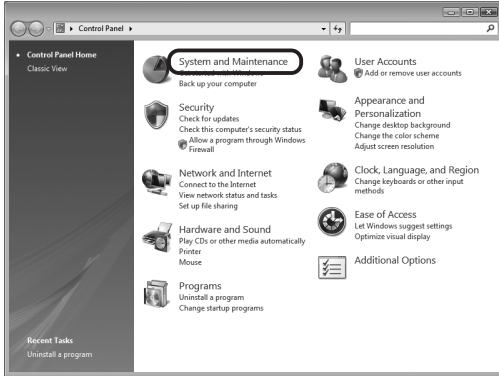 Control Panel
Control Panel Home
Classic View
System and Maintenance
Get started with Windows
Back up your computer
Security
Check for updates
Check this computer's security status
Allow a program through Windows
Firewall
Network and Internet
Connect to the Internet
View network status and tasks
Set up file sharing
Hardware and Sound
Play CDs or other media automatically
Printer
Mouse
Programs
Uninstall a program
Change startup programs
User Accounts
Add or remove user accounts
Appearance and
Personalization
Change desktop background
Change the color scheme
Adjust screen resolution
Clock, Language, and Region
Change keyboards or other input
methods
Ease of Access
Let Windows suggest settings
Optimize visual display
Additional Options
Recent Tasks
Uninstall a program